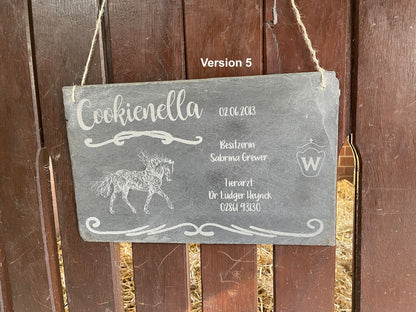 Version 5
Cookienella
02.06.2013
Besitzerin
Sabrina Grewer
W
Tierarzt
Dr Ludger Heynck
02861 93130